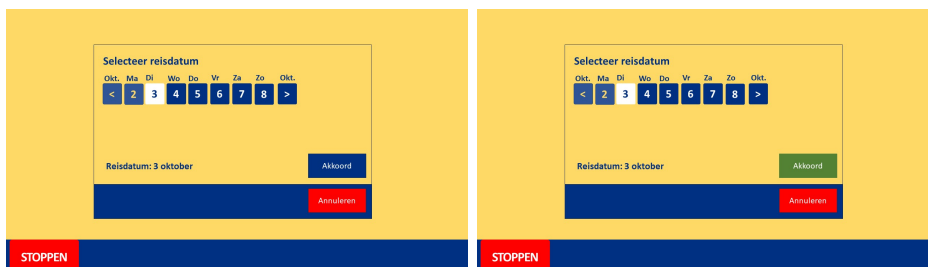 Selecteer reisdatum
Okt. Ma Di Wo Do Vr Za Zo Okt.
< 2 3 4 5 6 7 8 >
Reisdatum: 3 oktober Akkoord
Annuleren
STOPPEN
Selecteer reisdatum
Okt. Ma Di Wo Do Vr Za Zo Okt.
< 2 3 4 5 6 7 8 >
Reisdatum: 3 oktober Akkoord
Annuleren
STOPPEN